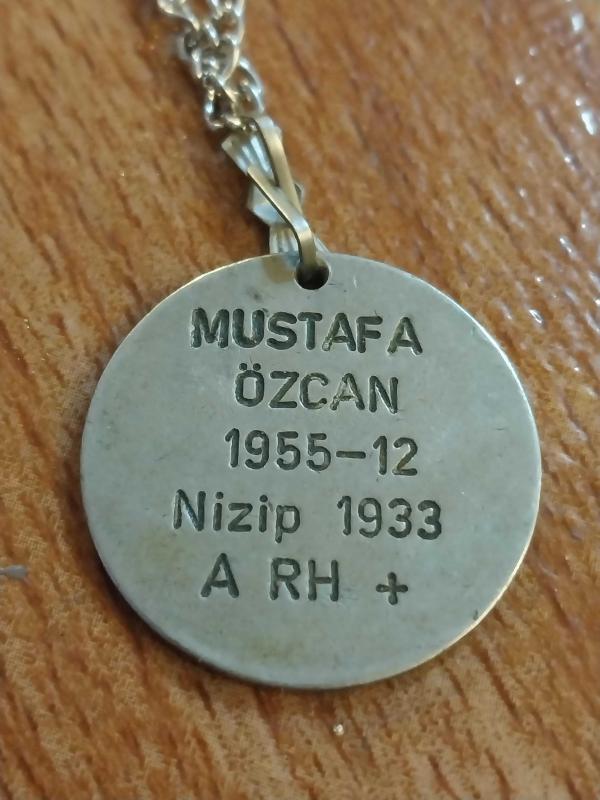 MUSTAFA
ÖZCAN
1955-12
Nizip 1933
A RH +